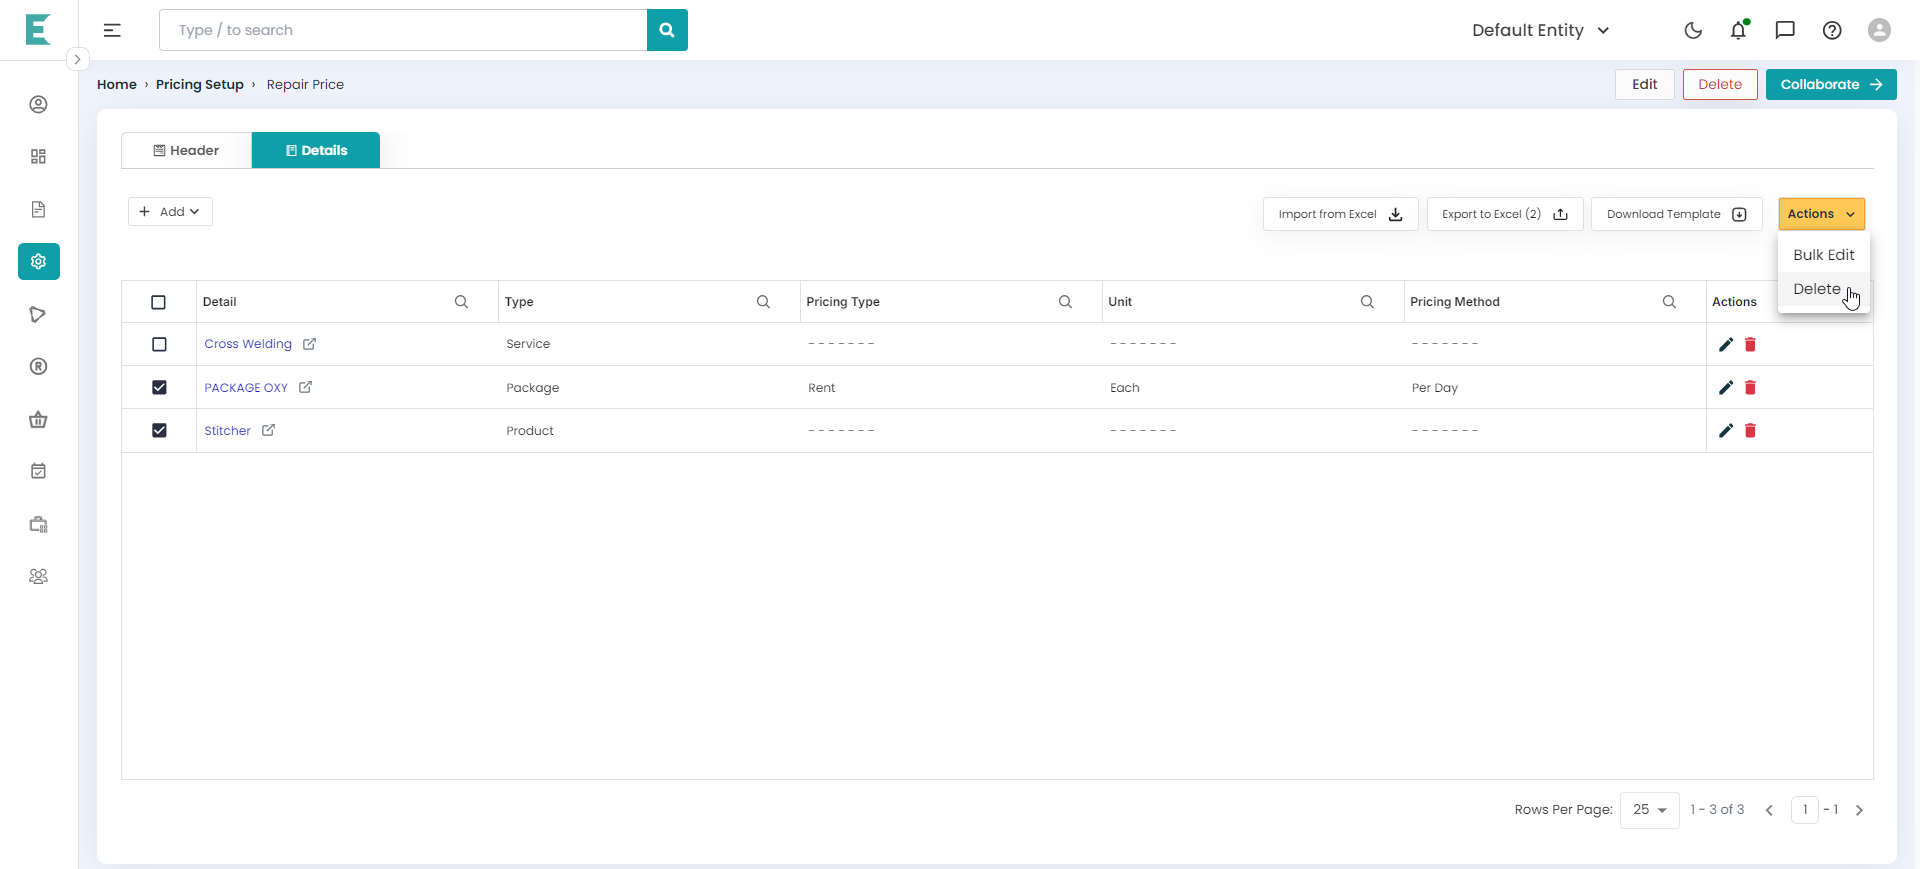 Type / to search
Default Entity
Home › Pricing Setup › Repair Price
Edit
Delete
Collaborate
Header
Details
Add
Import from Excel
Export to Excel (2)
Download Template
Actions
Bulk Edit
Delete
Detail Type Pricing Type Unit Pricing Method Actions
Cross Welding Service - - - - - - - - - - - - - - - - - - - - -
PACKAGE OXY Package Rent Each Per Day
Stitcher Product - - - - - - - - - - - - - - - - - - - - -
Rows Per Page: 25 1 - 3 of 3 1 - 1